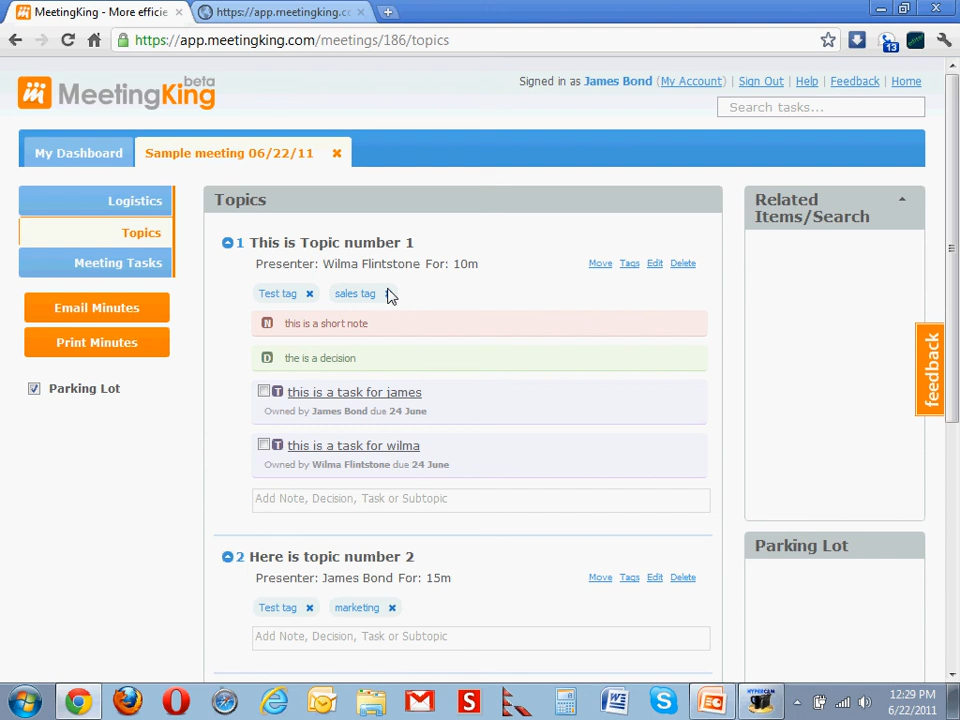 MeetingKing - More efficie
https://app.meetingking.c
https://app.meetingking.com/meetings/186/topics
13
MeetingKing
beta
Signed in as James Bond (My Account) | Sign Out | Help | Feedback | Home
Search tasks...
My Dashboard
Sample meeting 06/22/11
Logistics
Topics
Meeting Tasks
Email Minutes
Print Minutes
Parking Lot
Topics
1 This is Topic number 1
Presenter: Wilma Flintstone For: 10m
Move Tags Edit Delete
Test tag
sales tag
N this is a short note
D the is a decision
T this is a task for james
Owned by James Bond due 24 June
T this is a task for wilma
Owned by Wilma Flintstone due 24 June
Add Note, Decision, Task or Subtopic
2 Here is topic number 2
Presenter: James Bond For: 15m
Move Tags Edit Delete
Test tag
marketing
Add Note, Decision, Task or Subtopic
Related
Items/Search
Parking Lot
feedback
HYPERCAM
12:29 PM
6/22/2011